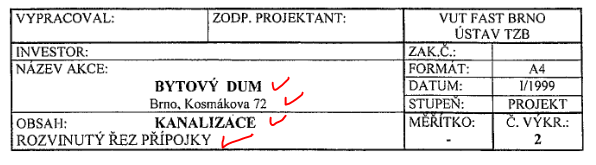 VYPRACOVAL: ZODP. PROJEKTANT: VUT FAST BRNO
ÚSTAV TZB
INVESTOR: ZAK.Č.:
NÁZEV AKCE: FORMÁT: A4
BYTOVÝ DUM DATUM: I/1999
Brno, Kosmákova 72 STUPEŇ: PROJEKT
OBSAH: KANALIZACE MĚŘÍTKO: Č. VÝKR.:
ROZVINUTÝ ŘEZ PŘÍPOJKY - 2